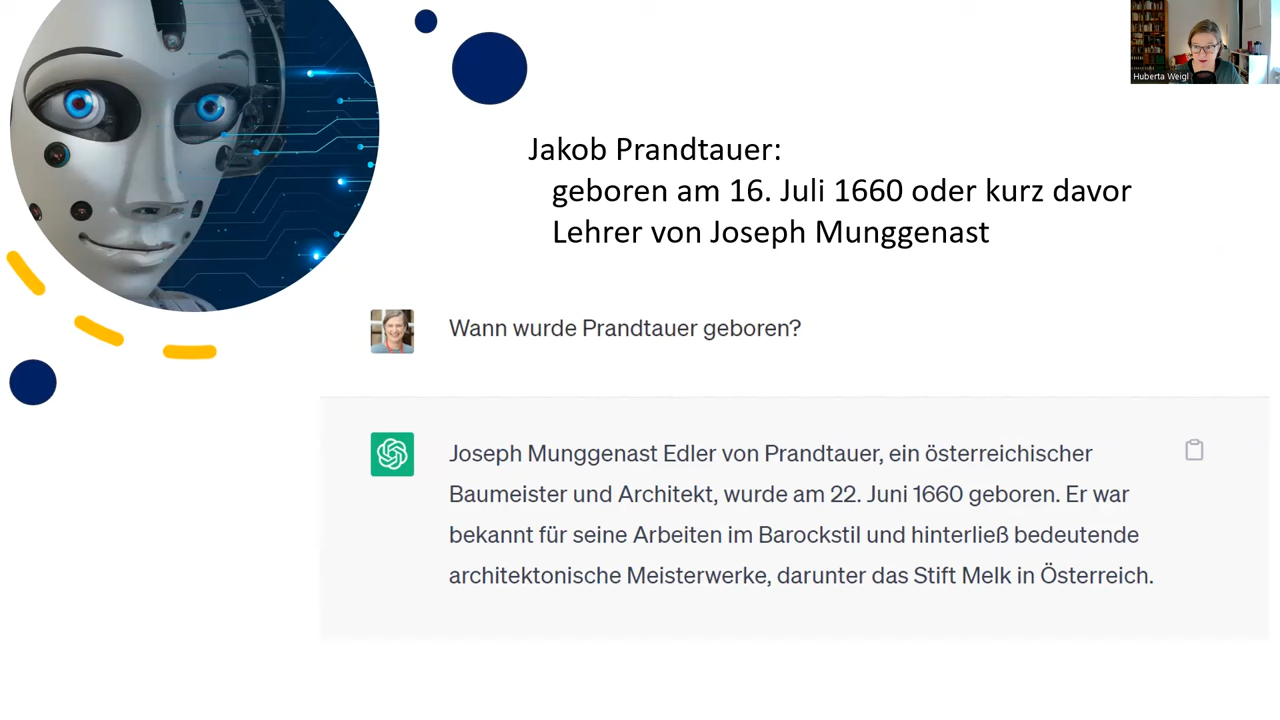 Huberta Weigl
Jakob Prandtauer:
geboren am 16. Juli 1660 oder kurz davor
Lehrer von Joseph Munggenast
Wann wurde Prandtauer geboren?
Joseph Munggenast Edler von Prandtauer, ein österreichischer
Baumeister und Architekt, wurde am 22. Juni 1660 geboren. Er war
bekannt für seine Arbeiten im Barockstil und hinterließ bedeutende
architektonische Meisterwerke, darunter das Stift Melk in Österreich.